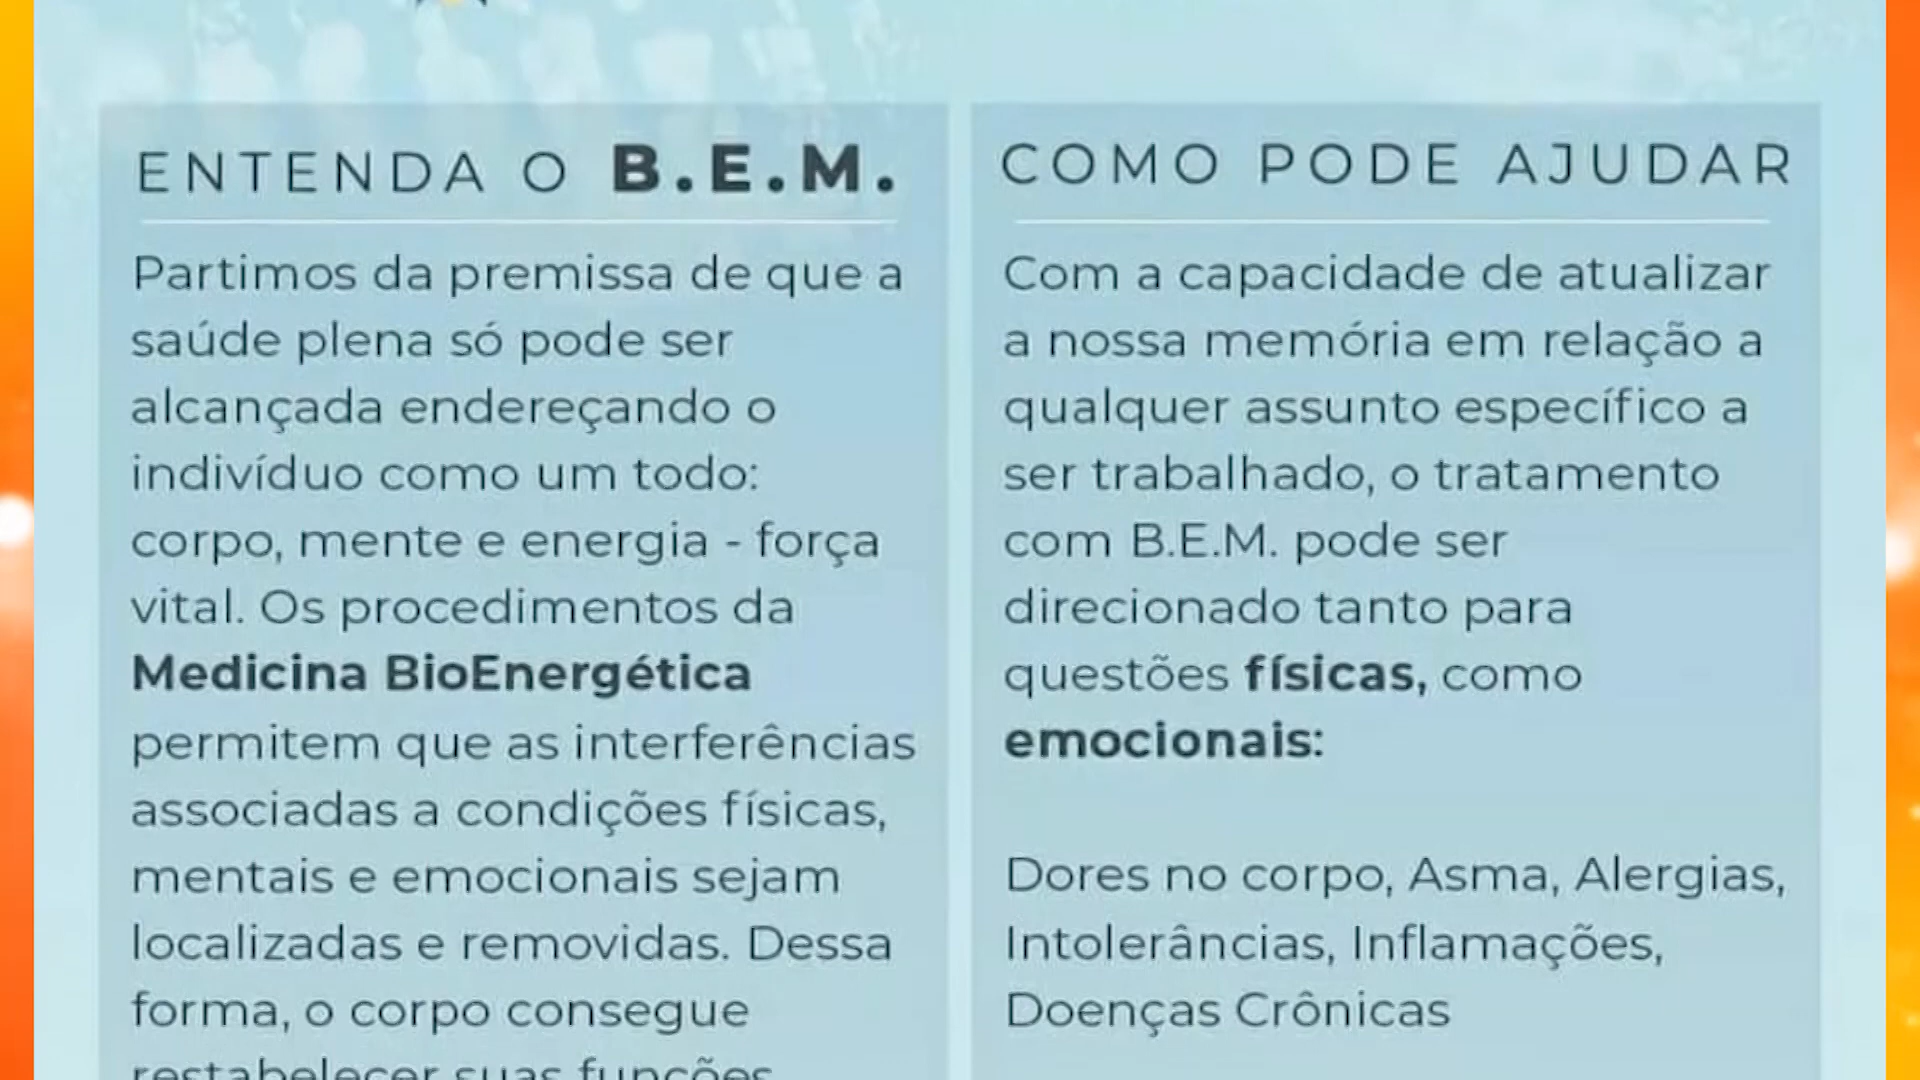 ENTENDA O B.E.M.
Partimos da premissa de que a
saúde plena só pode ser
alcançada endereçando o
indivíduo como um todo:
corpo, mente e energia - força
vital. Os procedimentos da
Medicina BioEnergética
permitem que as interferências
associadas a condições físicas,
mentais e emocionais sejam
localizadas e removidas. Dessa
forma, o corpo consegue
restabelecer suas funções
COMO PODE AJUDAR
Com a capacidade de atualizar
a nossa memória em relação a
qualquer assunto específico a
ser trabalhado, o tratamento
com B.E.M. pode ser
direcionado tanto para
questões físicas, como
emocionais:
Dores no corpo, Asma, Alergias,
Intolerâncias, Inflamações,
Doenças Crônicas